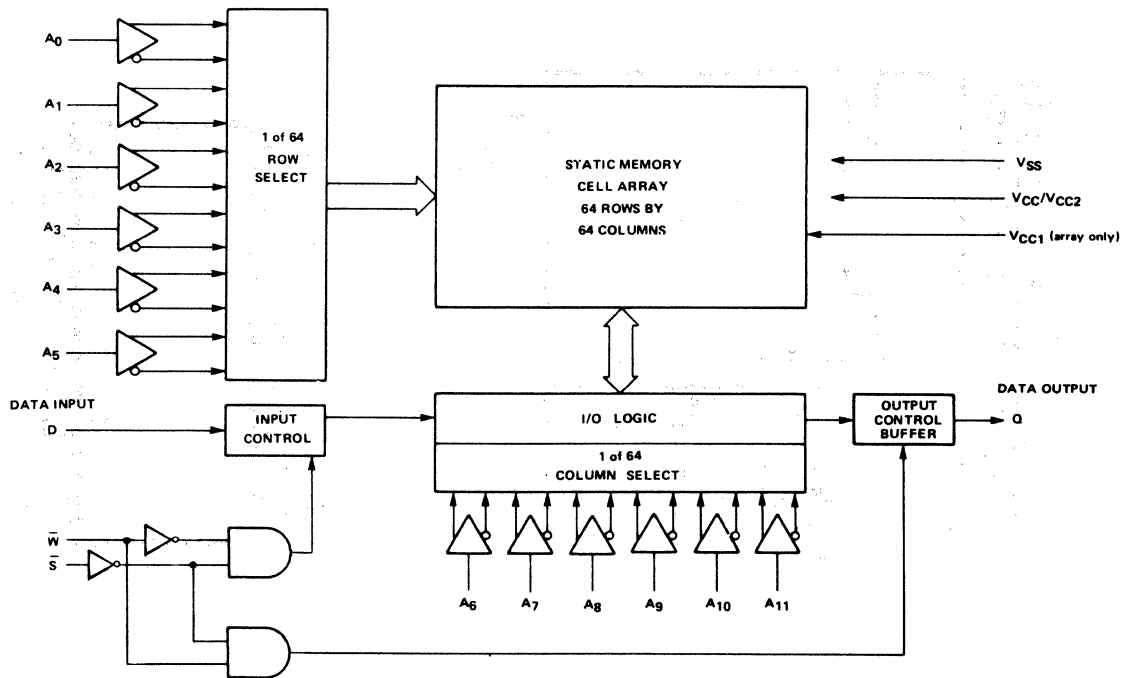 A0
A1
A2
A3
A4
A5
1 of 64
ROW
SELECT
STATIC MEMORY
CELL ARRAY
64 ROWS BY
64 COLUMNS
VSS
VCC/VCC2
VCC1 (array only)
DATA INPUT
D
INPUT
CONTROL
I/O LOGIC
1 of 64
COLUMN SELECT
OUTPUT
CONTROL
BUFFER
DATA OUTPUT
Q
W̅
S̅
A6
A7
A8
A9
A10
A11